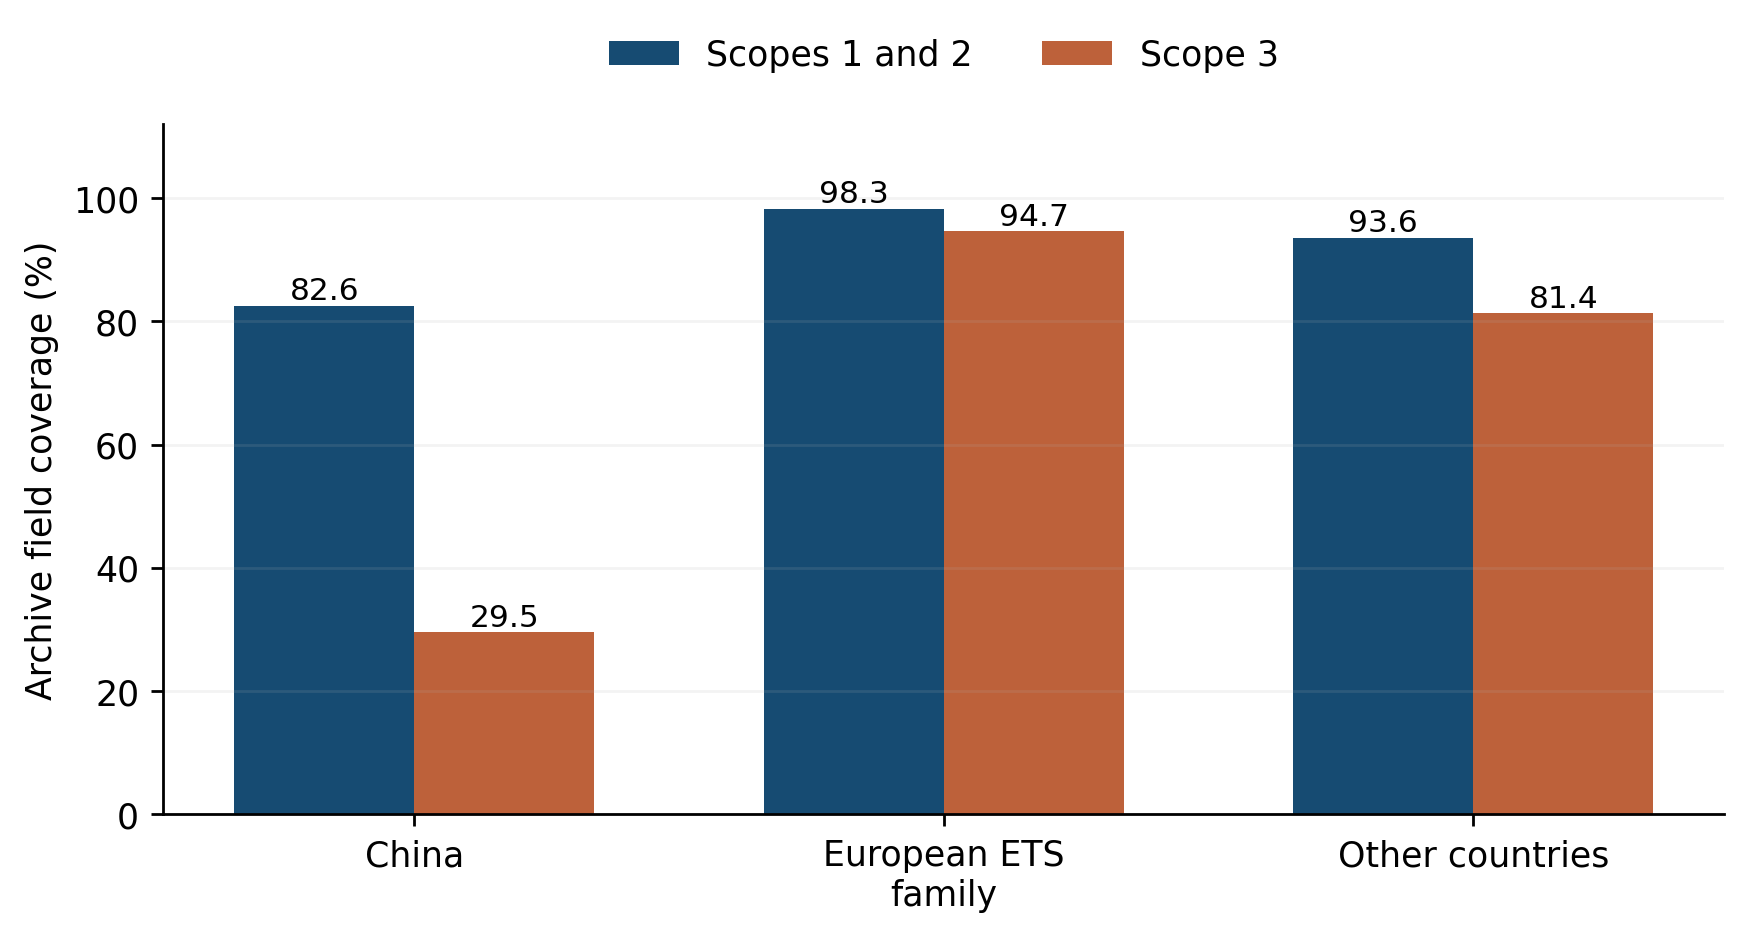 Scopes 1 and 2
Scope 3
Archive field coverage (%)
100
80
60
40
20
0
82.6
29.5
98.3
94.7
93.6
81.4
China
European ETS
family
Other countries